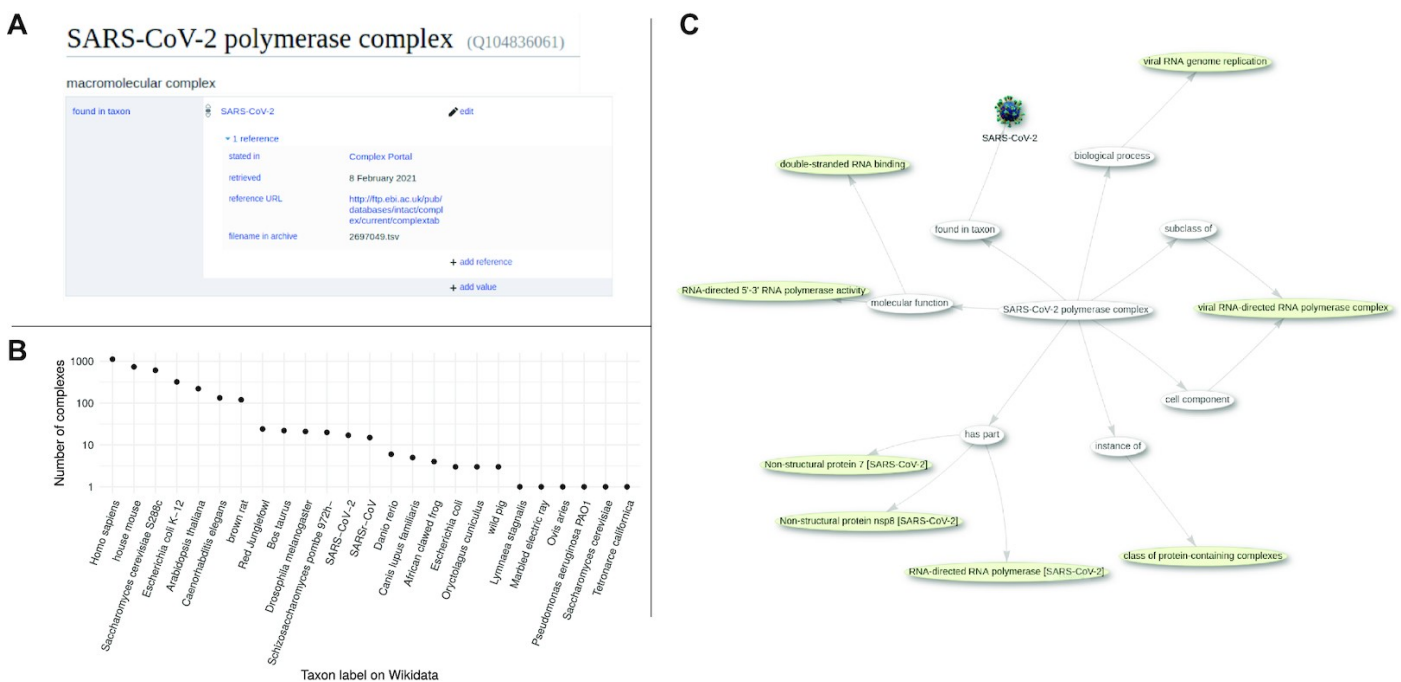 A
SARS-CoV-2 polymerase complex (Q104836061)
macromolecular complex
found in taxon
SARS-CoV-2
edit
1 reference
stated in
Complex Portal
retrieved
8 February 2021
reference URL
http://ftp.ebi.ac.uk/pub/
databases/intact/compl
ex/current/complextab
filename in archive
2697049.tsv
+ add reference
+ add value
B
Number of complexes
1000
100
10
1
Homo sapiens
house mouse
Saccharomyces cerevisiae S288c
Escherichia coli K−12
Arabidopsis thaliana
Caenorhabditis elegans
brown rat
Red Junglefowl
Bos taurus
Drosophila melanogaster
Schizosaccharomyces pombe 972h−
SARS−CoV−2
SARSr−CoV
Danio rerio
Canis lupus familiaris
African clawed frog
Escherichia coli
Oryctolagus cuniculus
wild pig
Lymnaea stagnalis
Marbled electric ray
Ovis aries
Pseudomonas aeruginosa PAO1
Saccharomyces cerevisiae
Tetronarce californica
Taxon label on Wikidata
C
viral RNA genome replication
SARS-CoV-2
biological process
double-stranded RNA binding
found in taxon
subclass of
RNA-directed 5'-3' RNA polymerase activity
molecular function
SARS-CoV-2 polymerase complex
viral RNA-directed RNA polymerase complex
cell component
has part
instance of
Non-structural protein 7 [SARS-CoV-2]
Non-structural protein nsp8 [SARS-CoV-2]
class of protein-containing complexes
RNA-directed RNA polymerase [SARS-CoV-2]